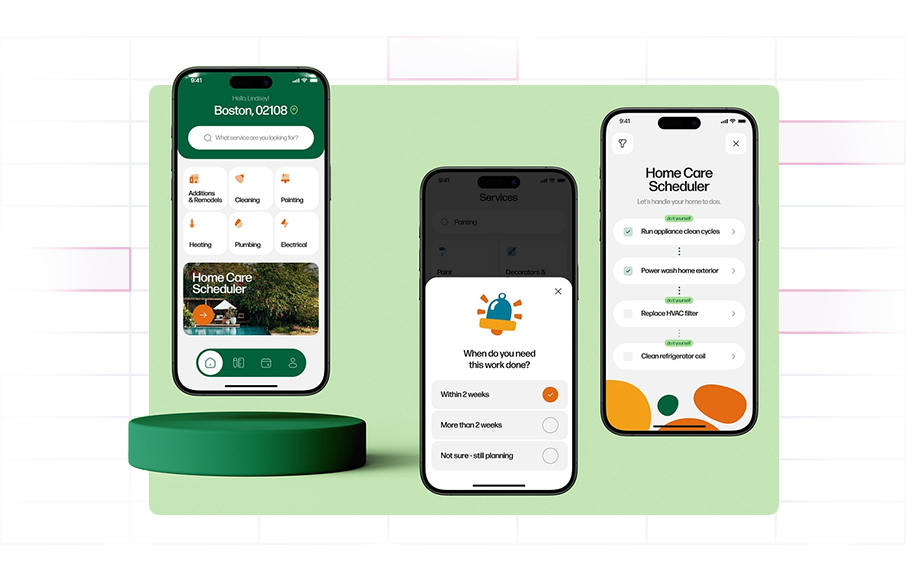 9:41
Hello, Lindsey!
Boston, 02108
What service are you looking for?
Additions
& Remodels
Cleaning
Painting
Heating
Plumbing
Electrical
Home Care
Scheduler
9:41
Services
Painting
Paint
Decorators &
When do you need
this work done?
Within 2 weeks
More than 2 weeks
Not sure - still planning
9:41
Home Care
Scheduler
Let's handle your home to dos.
do it yourself
Run appliance clean cycles
Power wash home exterior
do it yourself
Replace HVAC filter
do it yourself
Clean refrigerator coil